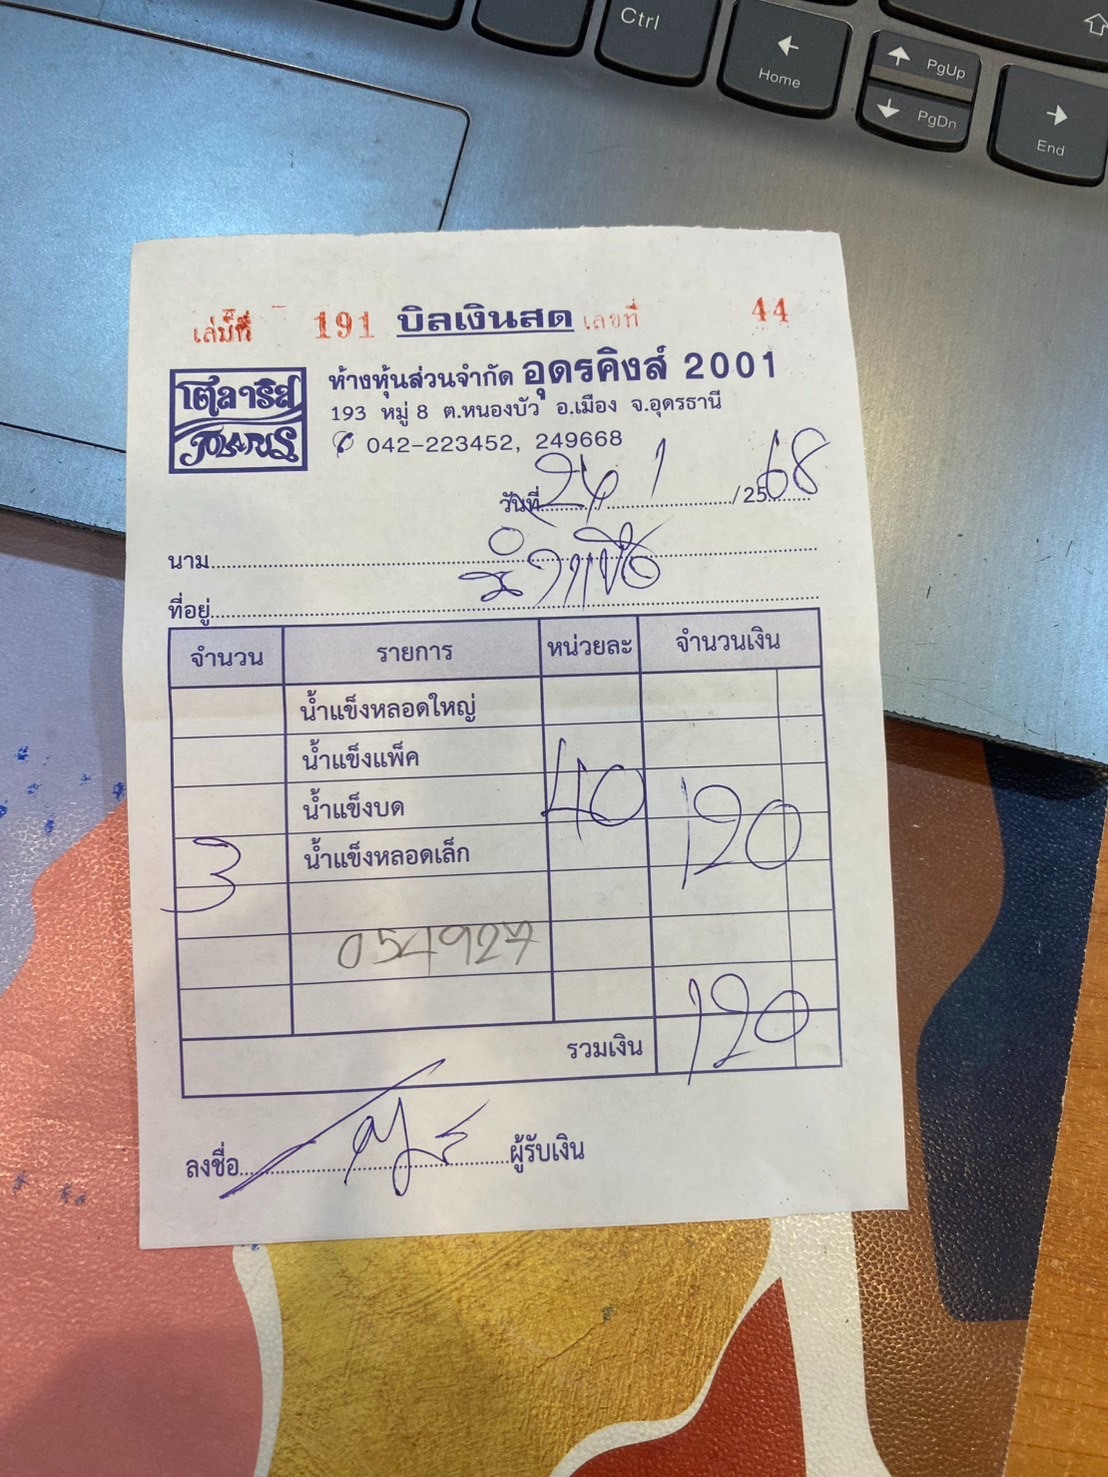 Ctrl
Home
PgUp
PgDn
End
เล่มที่ 191 บิลเงินสด เลขที่ 44
โตลาริส
POLARIS
ห้างหุ้นส่วนจำกัด อุดรคิงส์ 2001
193 หมู่ 8 ต.หนองบัว อ.เมือง จ.อุดรธานี
042-223452, 249668
วันที่ 24 1 /2568
นาม
ที่อยู่
จำนวน รายการ หน่วยละ จำนวนเงิน
น้ำแข็งหลอดใหญ่
น้ำแข็งแพ็ค
น้ำแข็งบด
3 น้ำแข็งหลอดเล็ก 40 120
054927
รวมเงิน 120
ลงชื่อ ผู้รับเงิน